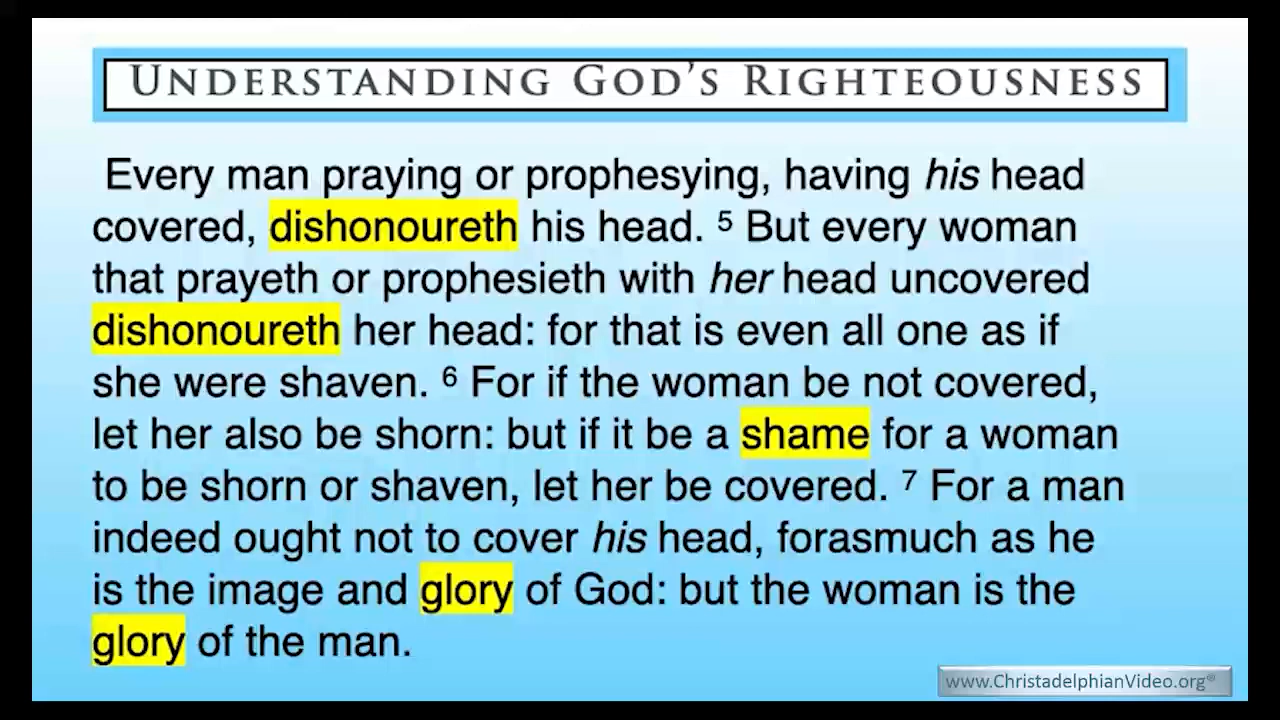 UNDERSTANDING GOD'S RIGHTEOUSNESS
Every man praying or prophesying, having his head
covered, dishonoureth his head. 5 But every woman
that prayeth or prophesieth with her head uncovered
dishonoureth her head: for that is even all one as if
she were shaven. 6 For if the woman be not covered,
let her also be shorn: but if it be a shame for a woman
to be shorn or shaven, let her be covered. 7 For a man
indeed ought not to cover his head, forasmuch as he
is the image and glory of God: but the woman is the
glory of the man.
www.ChristadelphianVideo.org®